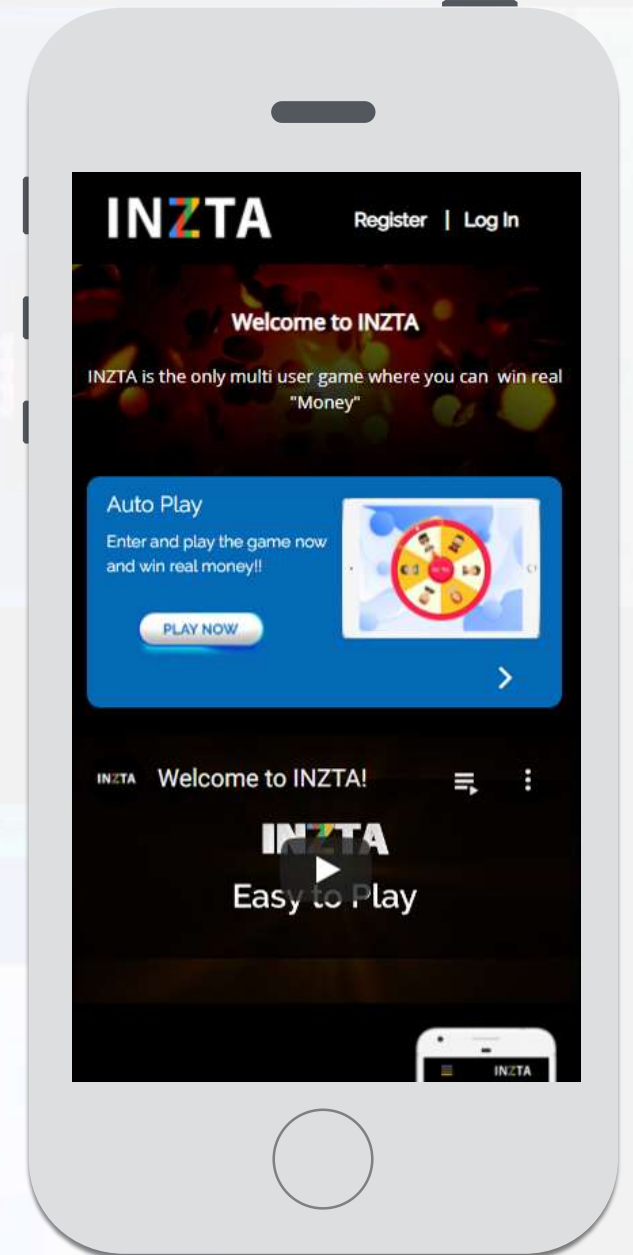 INZTA
Register | Log In
Welcome to INZTA
INZTA is the only multi user game where you can win real
"Money"
Auto Play
Enter and play the game now
and win real money!!
PLAY NOW
INZTA
Welcome to INZTA!
INZTA
Easy to Play
INZTA